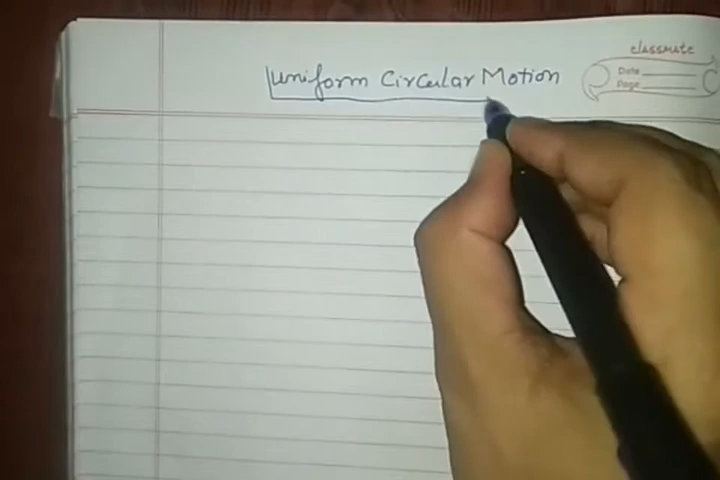 classmate
uniform Circular Motion
Date
Page